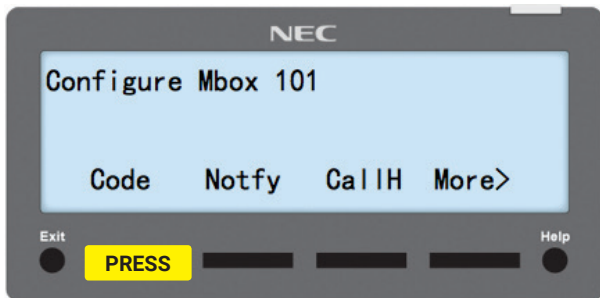 NEC
Configure Mbox 101
Code Notfy CallH More>
Exit Help
PRESS